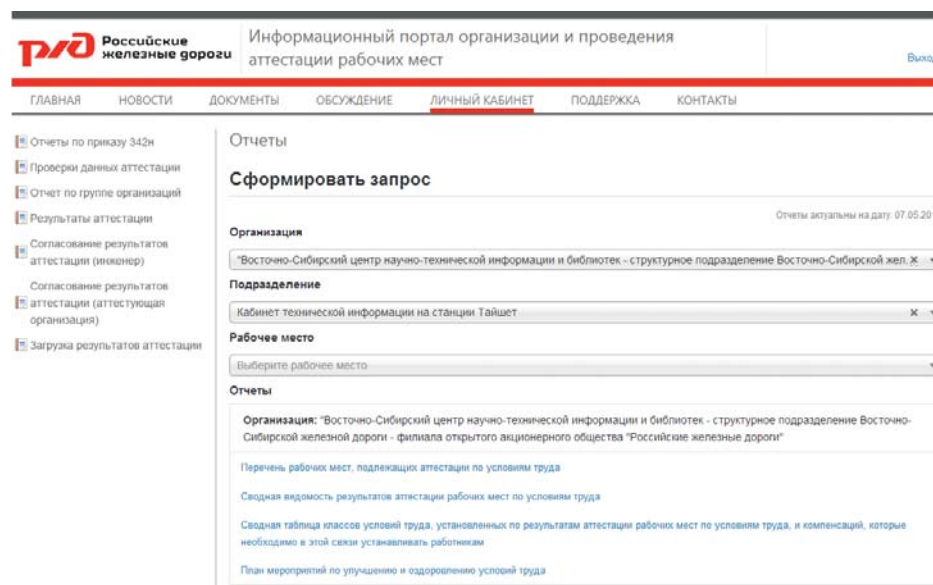 Российские
железные дороги
Информационный портал организации и проведения
аттестации рабочих мест
ГЛАВНАЯ НОВОСТИ ДОКУМЕНТЫ ОБСУЖДЕНИЕ ЛИЧНЫЙ КАБИНЕТ ПОДДЕРЖКА КОНТАКТЫ
Отчеты по приказу 342н
Проверки данных аттестации
Отчет по группе организаций
Результаты аттестации
Согласование результатов
аттестации (инженер)
Согласование результатов
аттестации (аттестующая
организация)
Загрузка результатов аттестации
Отчеты
Сформировать запрос
Отчеты актуальны на дату: 07.05.20
Организация
"Восточно-Сибирский центр научно-технической информации и библиотек - структурное подразделение Восточно-Сибирской жел.
Подразделение
Кабинет технической информации на станции Тайшет
Рабочее место
Выберите рабочее место
Отчеты
Организация: "Восточно-Сибирский центр научно-технической информации и библиотек - структурное подразделение Восточно-
Сибирской железной дороги - филиала открытого акционерного общества "Российские железные дороги"
Перечень рабочих мест, подлежащих аттестации по условиям труда
Сводная ведомость результатов аттестации рабочих мест по условиям труда
Сводная таблица классов условий труда, установленных по результатам аттестации рабочих мест по условиям труда, и компенсаций, которые
необходимо в этой связи устанавливать работникам
План мероприятий по улучшению и оздоровлению условий труда